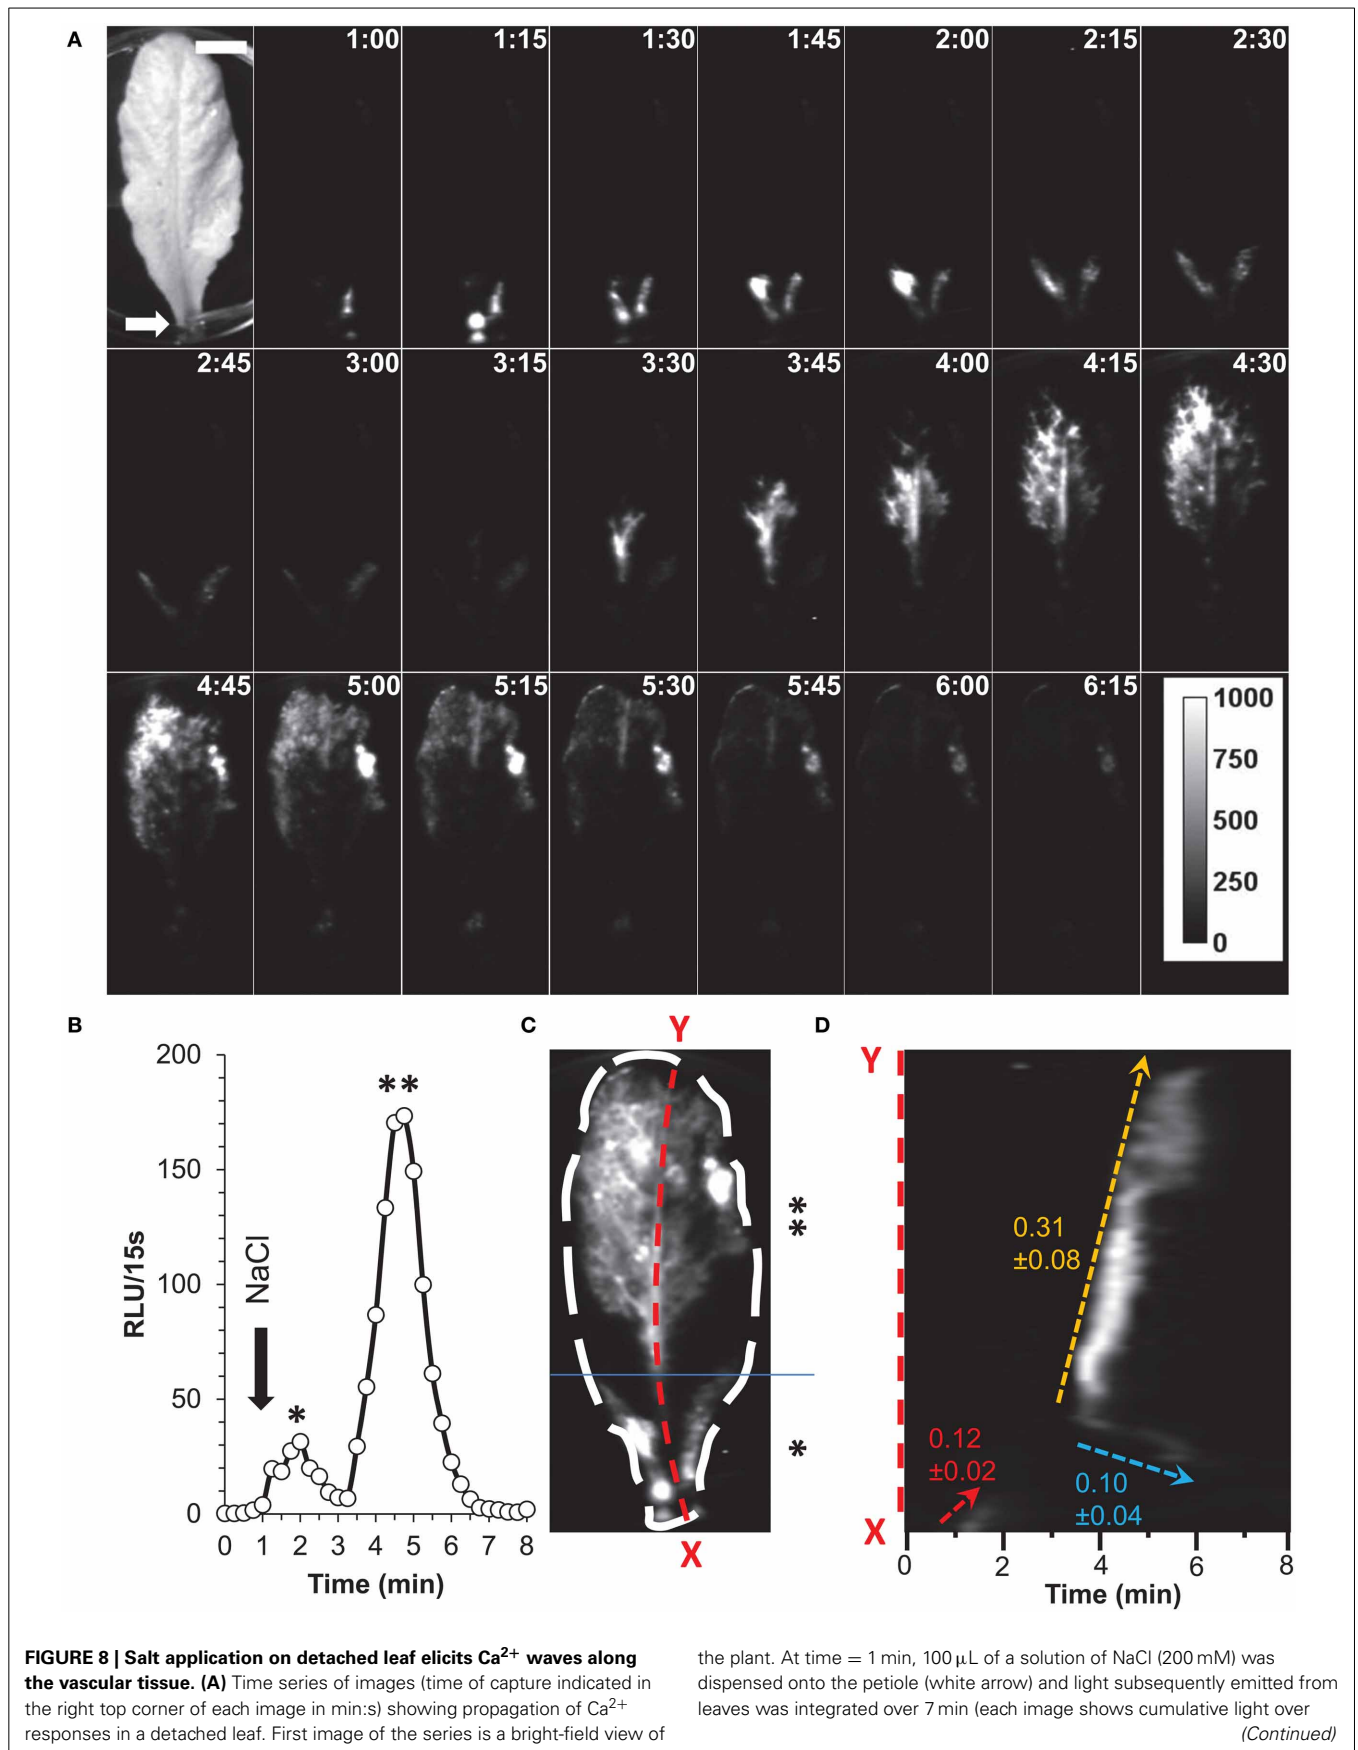 A
1:00 1:15 1:30 1:45 2:00 2:15 2:30
2:45 3:00 3:15 3:30 3:45 4:00 4:15 4:30
4:45 5:00 5:15 5:30 5:45 6:00 6:15
1000
750
500
250
0
B
200
150
100
50
0
RLU/15s
NaCl
*
**
0 1 2 3 4 5 6 7 8
Time (min)
C
Y
*
*
*
X
D
Y
0.31
±0.08
0.12
±0.02
0.10
±0.04
X
0 2 4 6 8
Time (min)
FIGURE 8 | Salt application on detached leaf elicits Ca2+ waves along
the vascular tissue. (A) Time series of images (time of capture indicated in
the right top corner of each image in min:s) showing propagation of Ca2+
responses in a detached leaf. First image of the series is a bright-field view of
the plant. At time = 1 min, 100 μL of a solution of NaCl (200 mM) was
dispensed onto the petiole (white arrow) and light subsequently emitted from
leaves was integrated over 7 min (each image shows cumulative light over
(Continued)